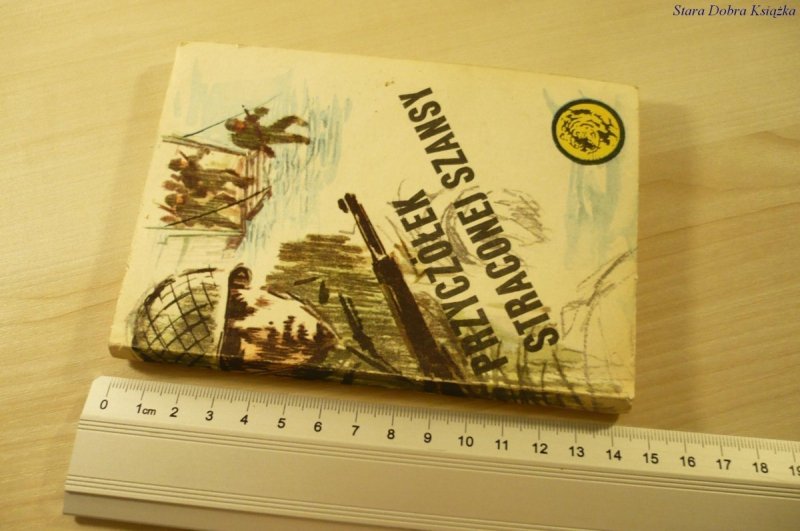 Stara Dobra Książka
PRZYCZÓŁEK
STRACONEJ SZANSY
0 1cm 2 3 4 5 6 7 8 9 10 11 12 13 14 15 16 17 18 19